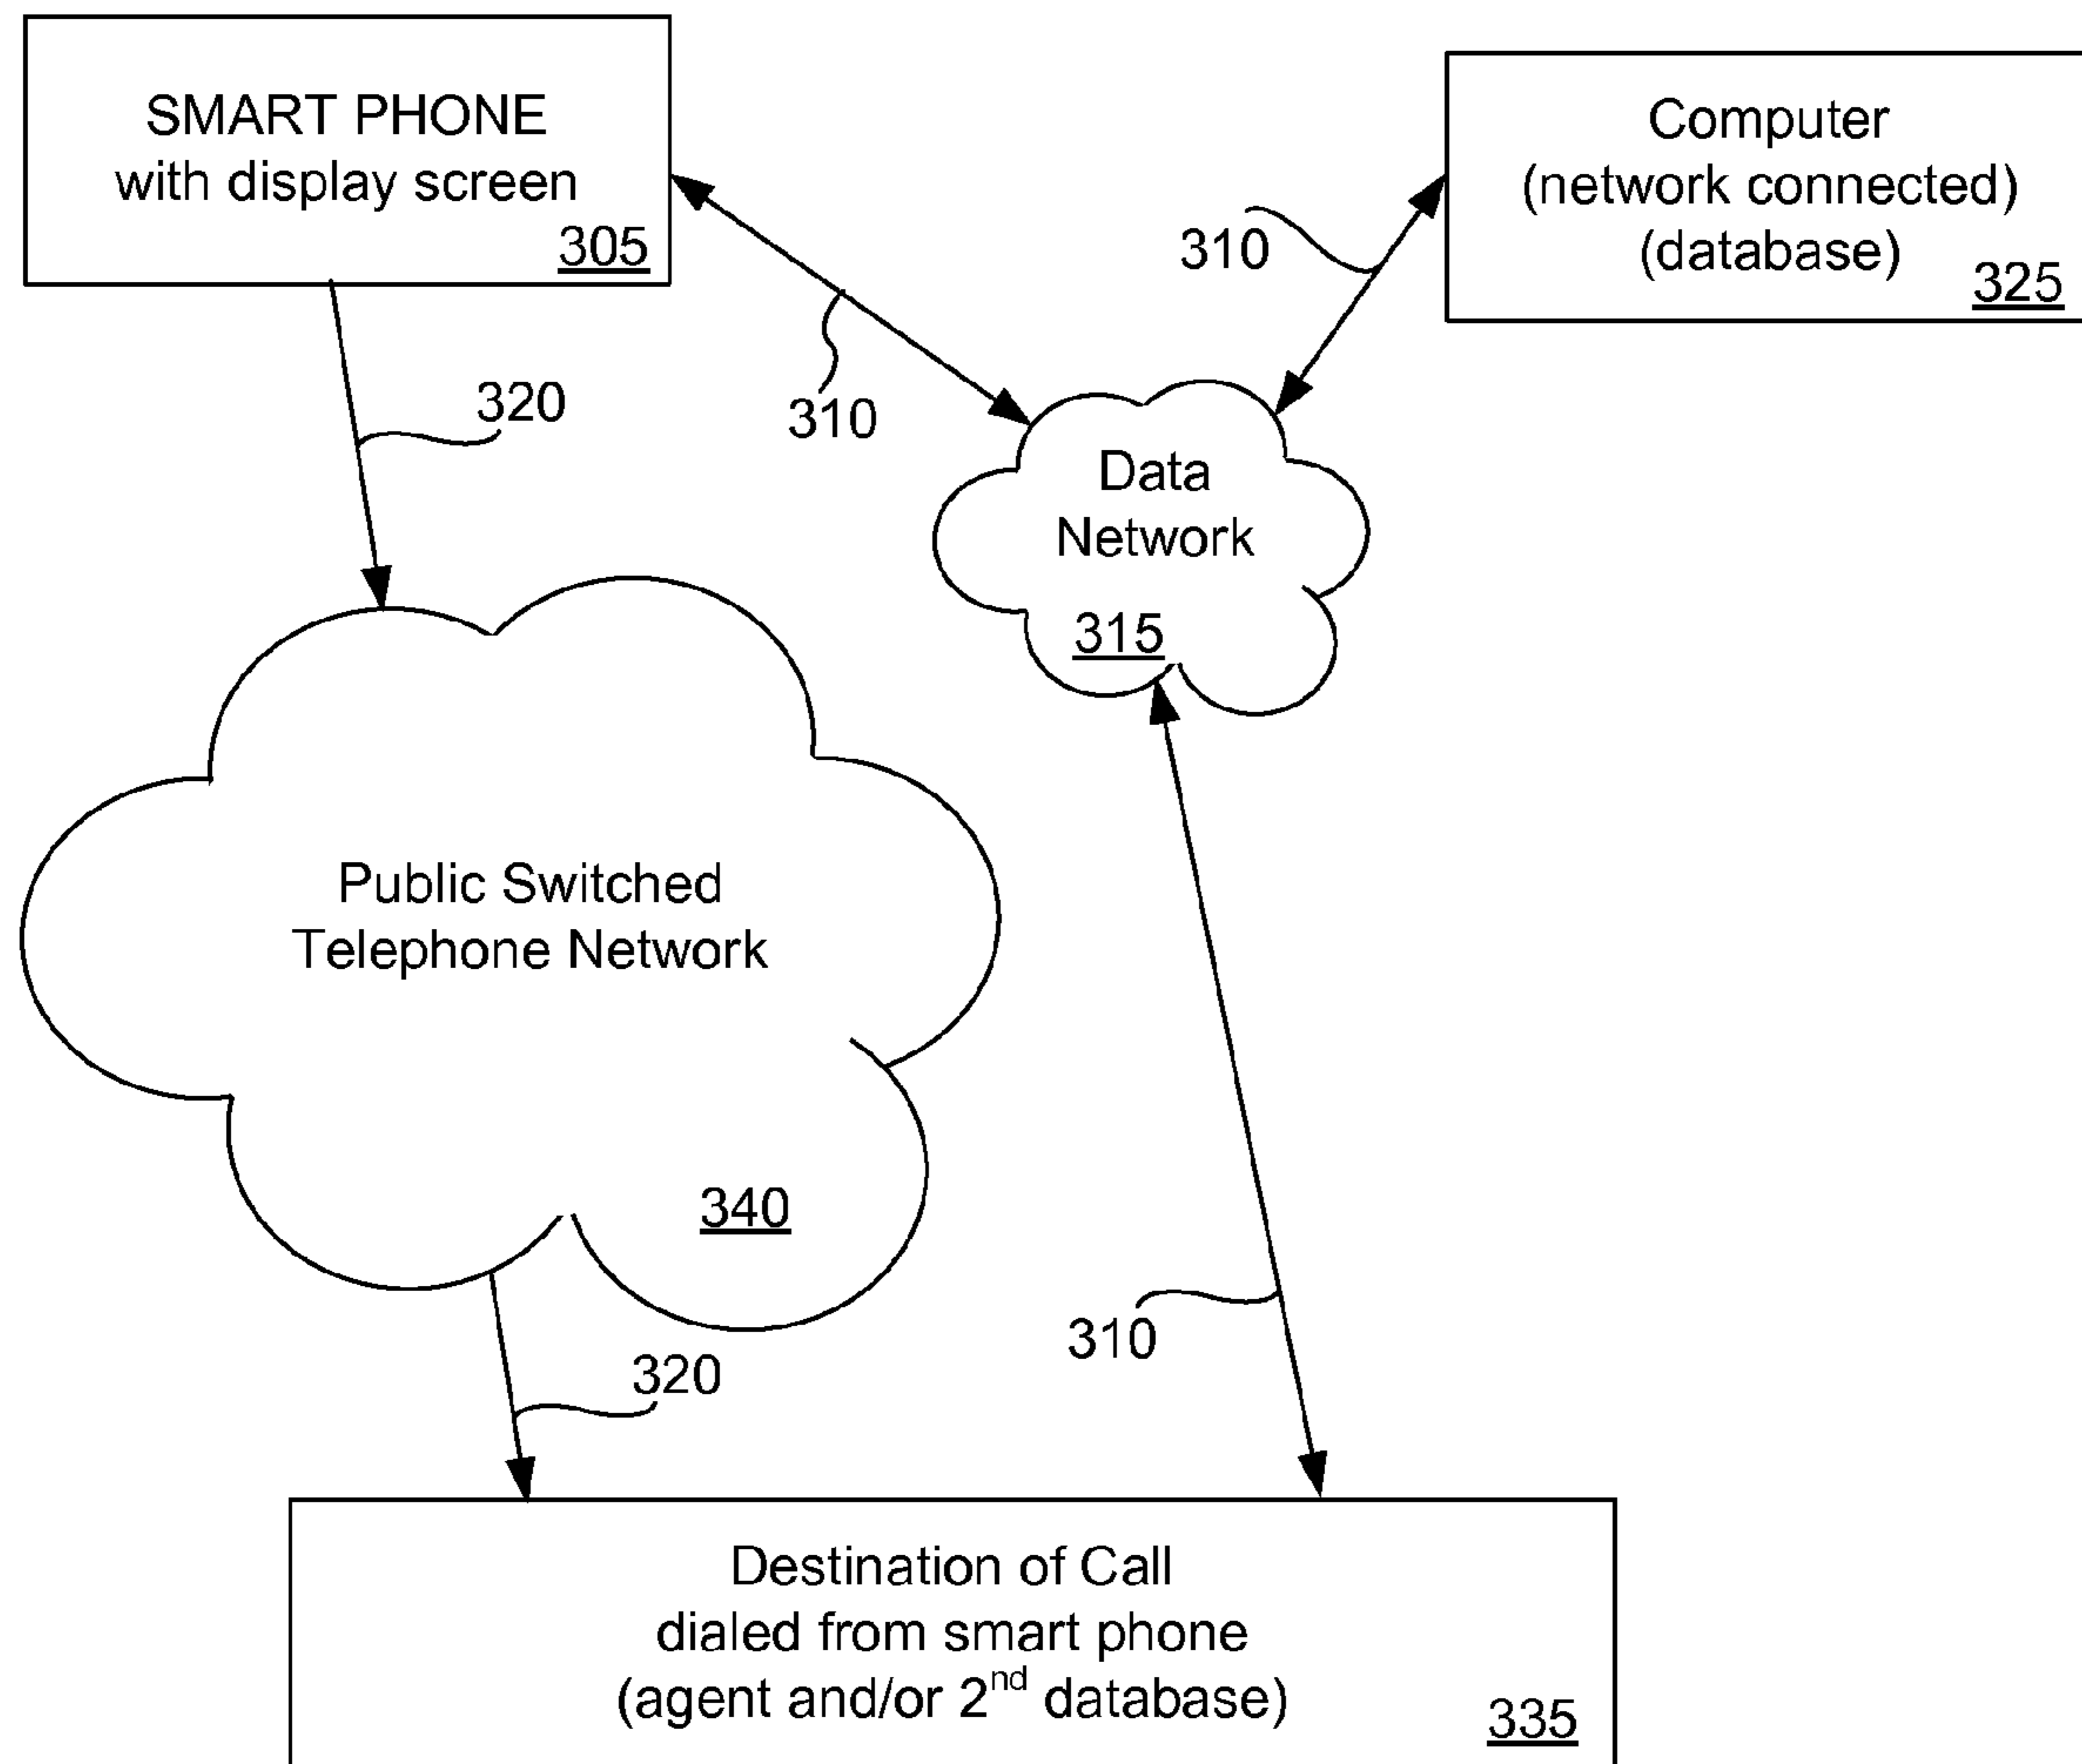 SMART PHONE
with display screen
305
Computer
(network connected)
(database)
325
310
310
320
Data
Network
315
Public Switched
Telephone Network
340
310
320
Destination of Call
dialed from smart phone
(agent and/or 2nd database)
335